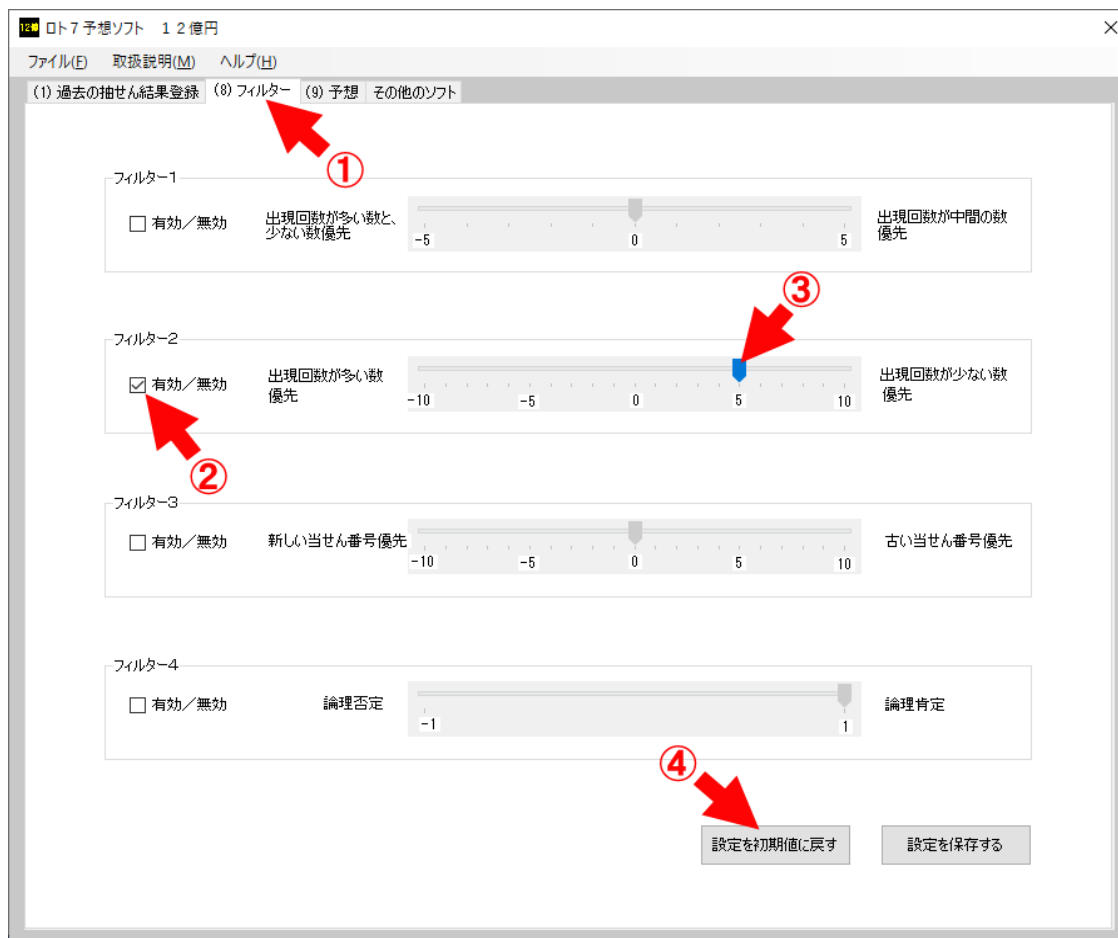 12億 ロト7予想ソフト 12億円
ファイル(F) 取扱説明(M) ヘルプ(H)
(1) 過去の抽せん結果登録 (8) フィルター (9) 予想 その他のソフト
①
フィルター1
有効/無効
出現回数が多い数と、
少ない数優先
-5 0 5
出現回数が中間の数
優先
③
フィルター2
有効/無効
出現回数が多い数
優先
-10 -5 0 5 10
出現回数が少ない数
優先
②
フィルター3
有効/無効
新しい当せん番号優先
-10 -5 0 5 10
古い当せん番号優先
フィルター4
有効/無効
論理否定
-1 1
論理肯定
④
設定を初期値に戻す 設定を保存する